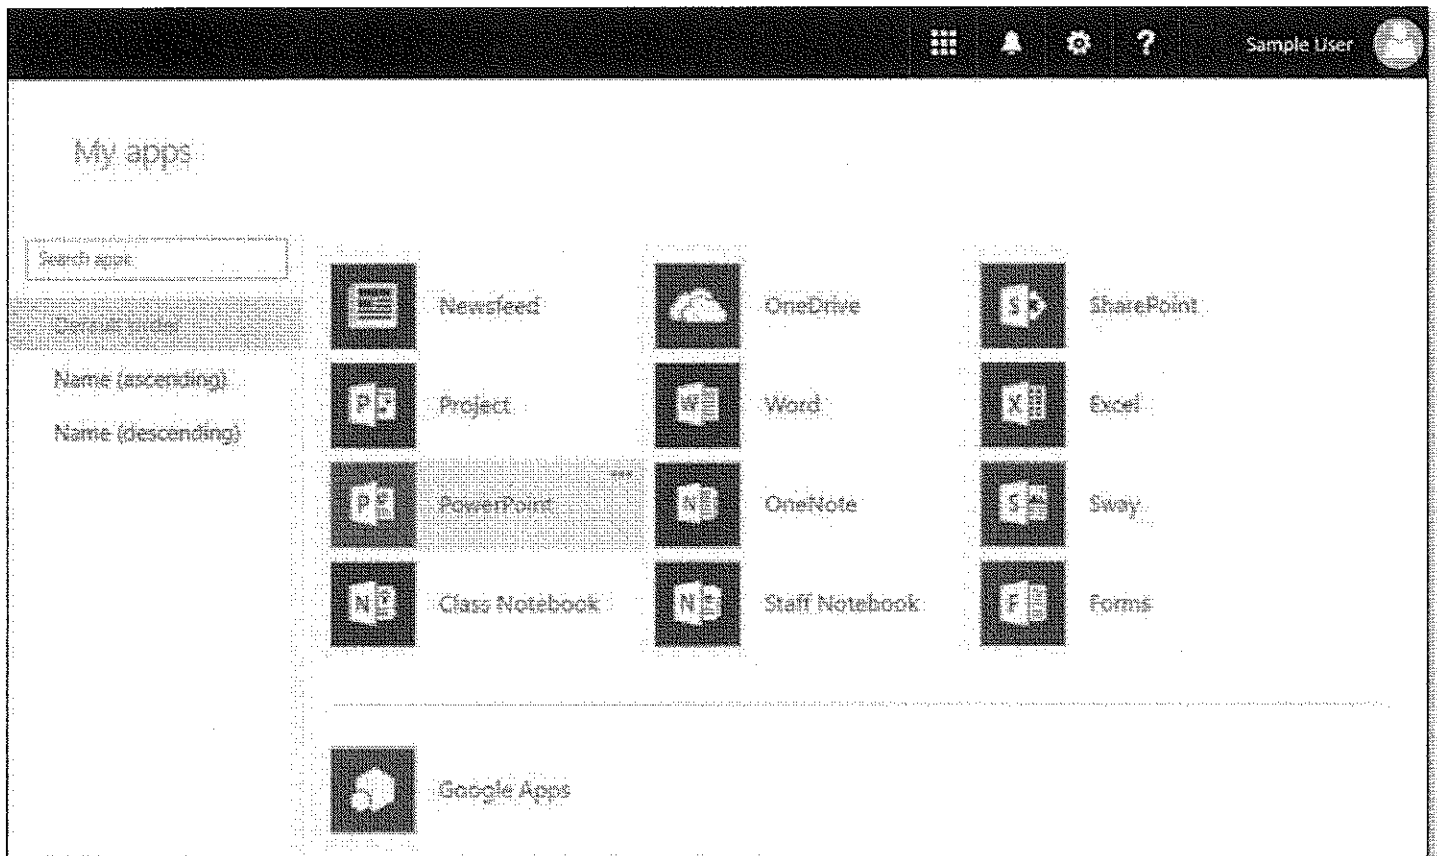 Sample User
My apps
Search apps
Newsfeed
OneDrive
SharePoint
Name (ascending)
Project
Word
Excel
Name (descending)
PowerPoint
OneNote
Sway
Class Notebook
Staff Notebook
Forms
Google Apps